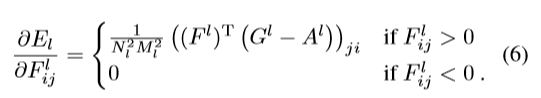 ∂E_l/∂F^l_{ij} = { 1/(N_l^2 M_l^2) ((F^l)^T (G^l − A^l))_{ji} if F^l_{ij} > 0
0 if F^l_{ij} < 0 . (6)